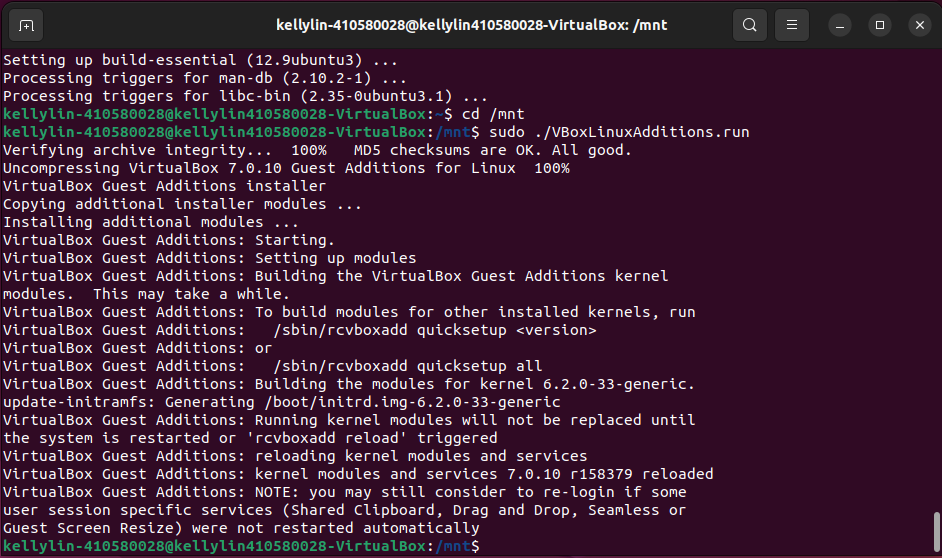 kellylin-410580028@kellylin410580028-VirtualBox: /mnt
Setting up build-essential (12.9ubuntu3) ...
Processing triggers for man-db (2.10.2-1) ...
Processing triggers for libc-bin (2.35-0ubuntu3.1) ...
kellylin-410580028@kellylin410580028-VirtualBox:~$ cd /mnt
kellylin-410580028@kellylin410580028-VirtualBox:/mnt$ sudo ./VBoxLinuxAdditions.run
Verifying archive integrity...  100%   MD5 checksums are OK. All good.
Uncompressing VirtualBox 7.0.10 Guest Additions for Linux  100%
VirtualBox Guest Additions installer
Copying additional installer modules ...
Installing additional modules ...
VirtualBox Guest Additions: Starting.
VirtualBox Guest Additions: Setting up modules
VirtualBox Guest Additions: Building the VirtualBox Guest Additions kernel
modules.  This may take a while.
VirtualBox Guest Additions: To build modules for other installed kernels, run
VirtualBox Guest Additions:   /sbin/rcvboxadd quicksetup <version>
VirtualBox Guest Additions: or
VirtualBox Guest Additions:   /sbin/rcvboxadd quicksetup all
VirtualBox Guest Additions: Building the modules for kernel 6.2.0-33-generic.
update-initramfs: Generating /boot/initrd.img-6.2.0-33-generic
VirtualBox Guest Additions: Running kernel modules will not be replaced until
the system is restarted or 'rcvboxadd reload' triggered
VirtualBox Guest Additions: reloading kernel modules and services
VirtualBox Guest Additions: kernel modules and services 7.0.10 r158379 reloaded
VirtualBox Guest Additions: NOTE: you may still consider to re-login if some
user session specific services (Shared Clipboard, Drag and Drop, Seamless or
Guest Screen Resize) were not restarted automatically
kellylin-410580028@kellylin410580028-VirtualBox:/mnt$